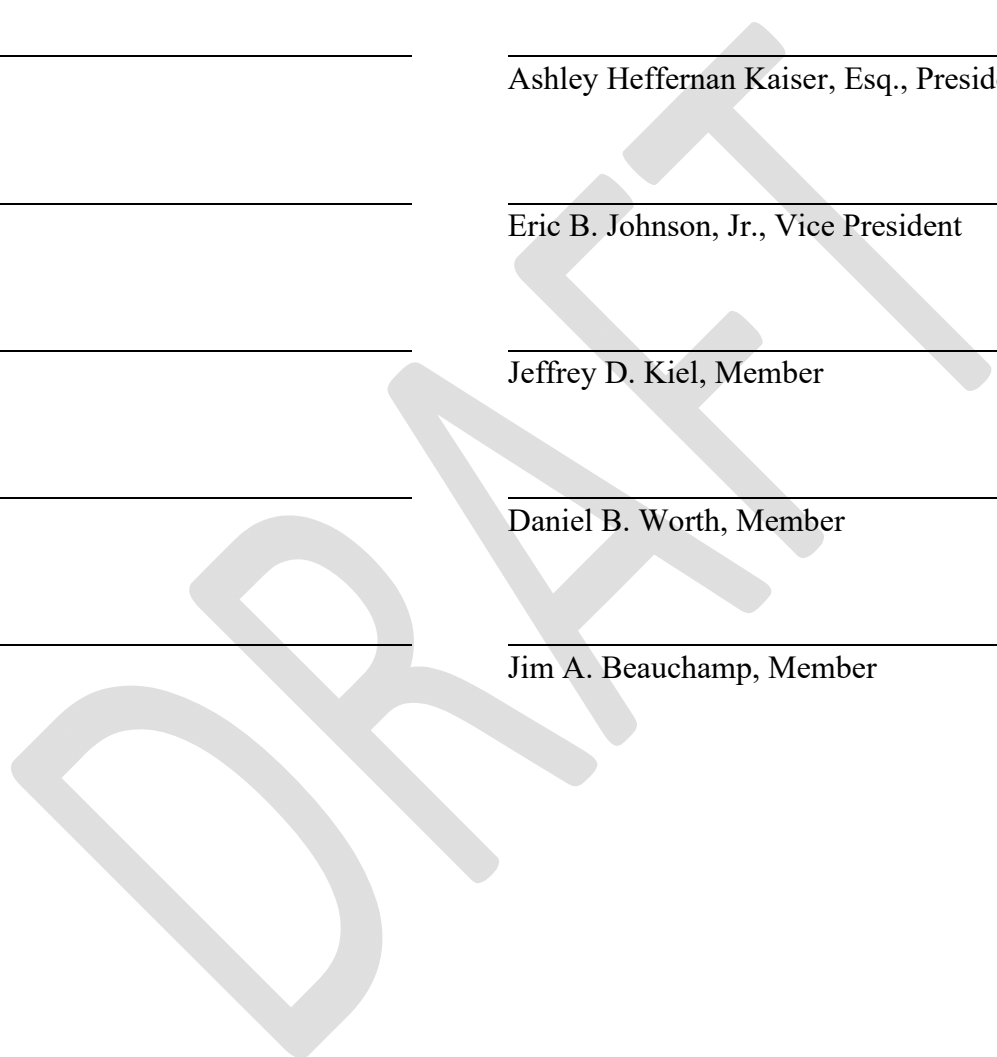 Ashley Heffernan Kaiser, Esq.,
Eric B. Johnson, Jr., Vice President
Jeffrey D. Kiel, Member
Daniel B. Worth, Member
Jim A. Beauchamp, Member
DRAFT